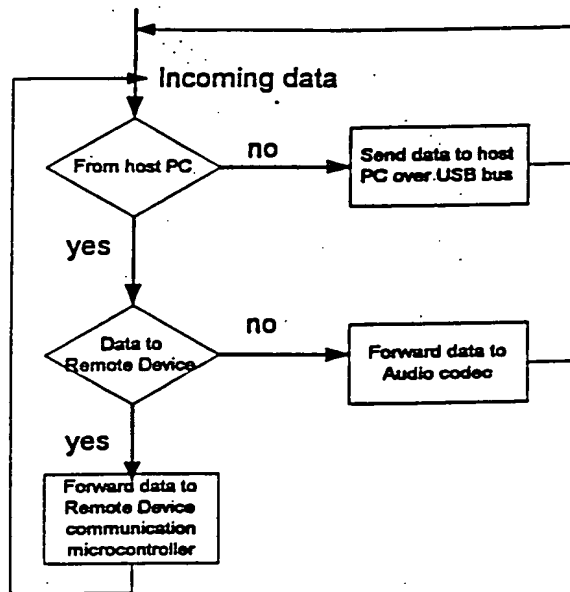 Incoming data
From host PC
no
Send data to host
PC over USB bus
yes
Data to
Remote Device
no
Forward data to
Audio codec
yes
Forward data to
Remote Device
communication
microcontroller